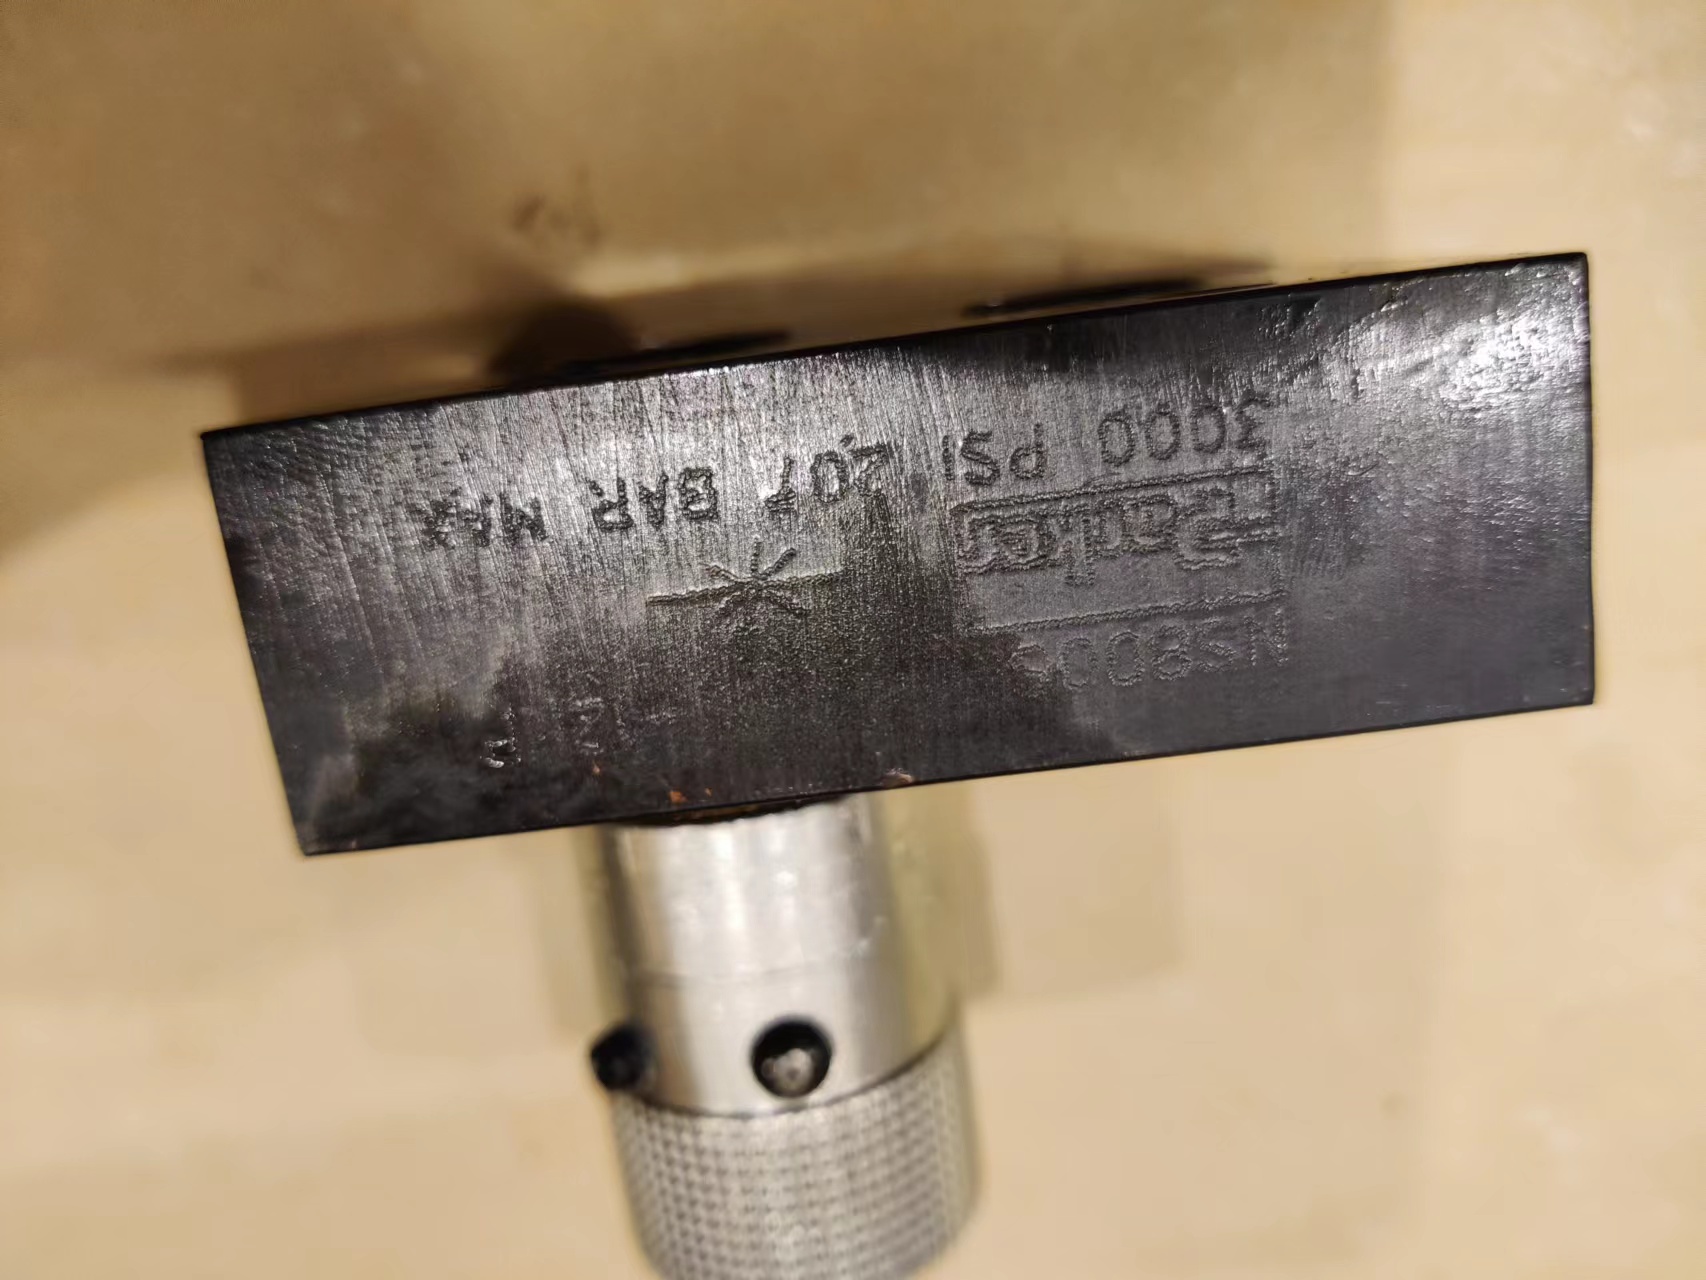 NS800S
Parker
3000 PSI 207 BAR MAX